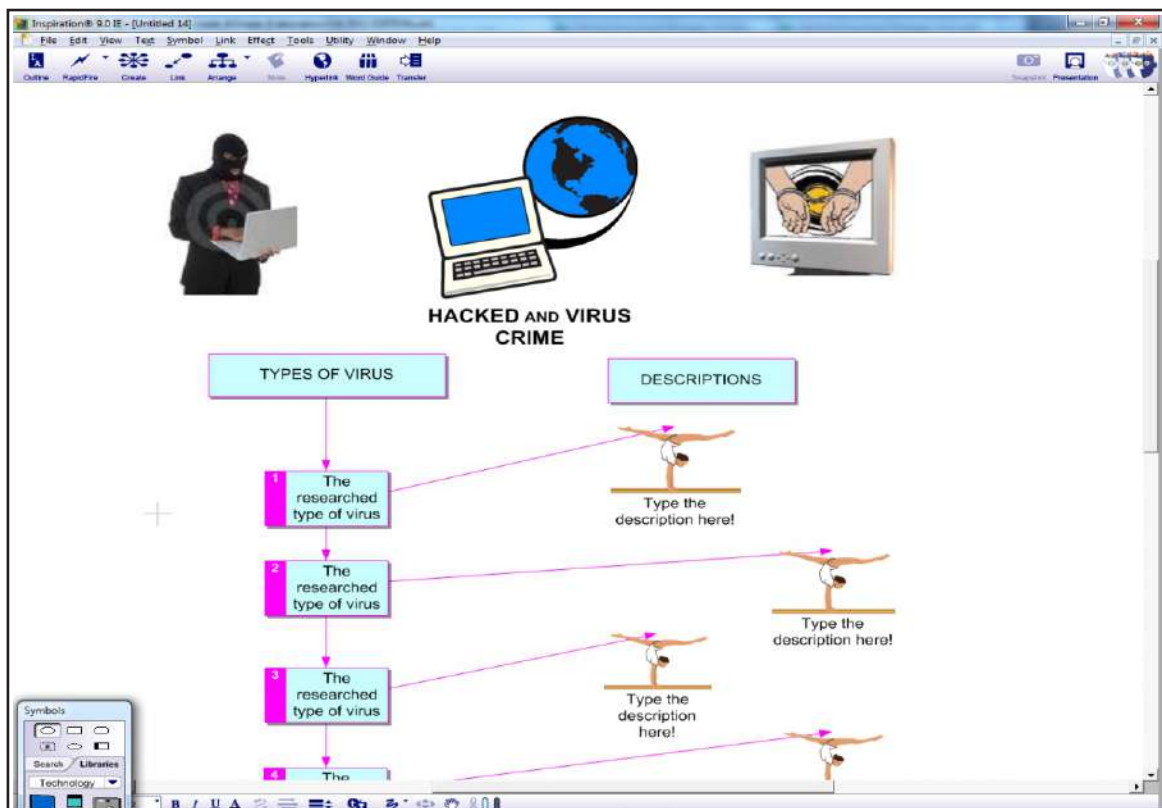 Inspiration® 9.0 IE - [Untitled 14]
File Edit View Text Symbol Link Effect Tools Utility Window Help
Outline RapidFire Create Link Arrange Note Hyperlink Word Guide Transfer
Snapshot Presentation
HACKED AND VIRUS
CRIME
TYPES OF VIRUS
DESCRIPTIONS
1 The
researched
type of virus
Type the
description here!
2 The
researched
type of virus
Type the
description here!
3 The
researched
type of virus
Type the
description
here!
4 The
Symbols
Search Libraries
Technology
B I U A